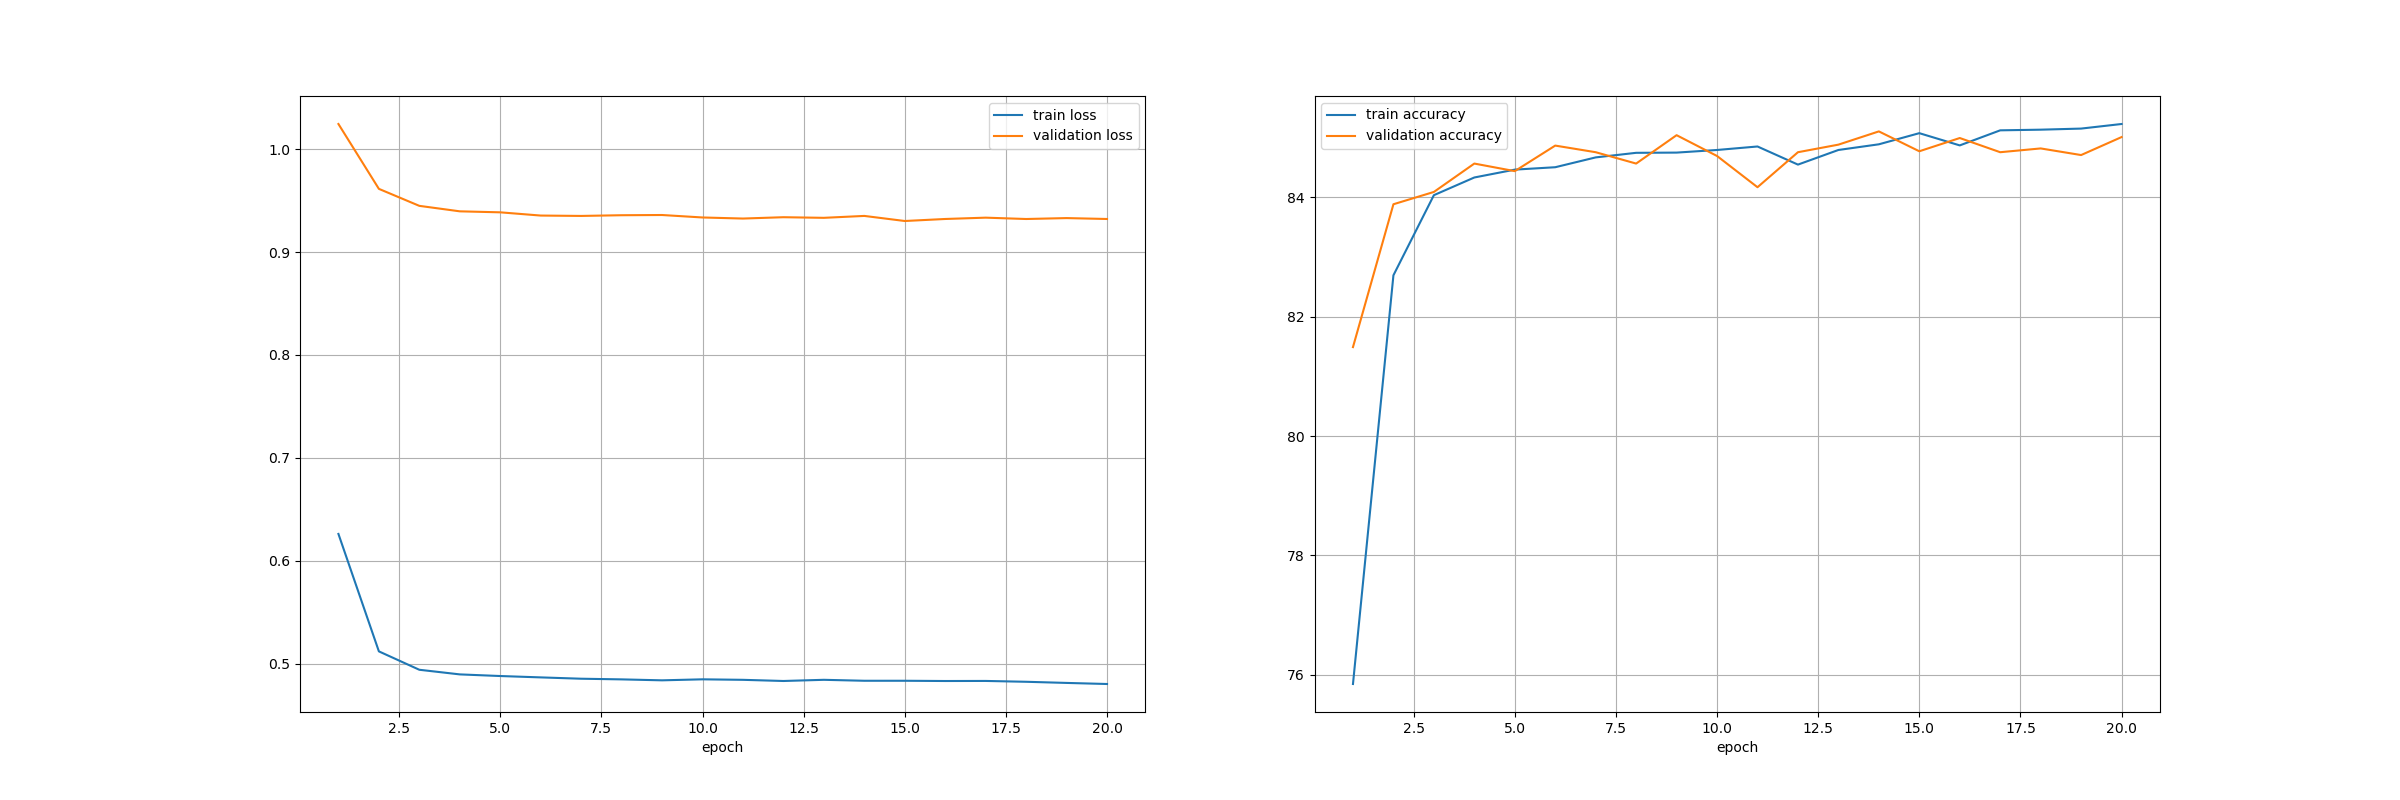 train loss
validation loss
1.0
0.9
0.8
0.7
0.6
0.5
2.5 5.0 7.5 10.0 12.5 15.0 17.5 20.0
epoch
train accuracy
validation accuracy
84
82
80
78
76
2.5 5.0 7.5 10.0 12.5 15.0 17.5 20.0
epoch